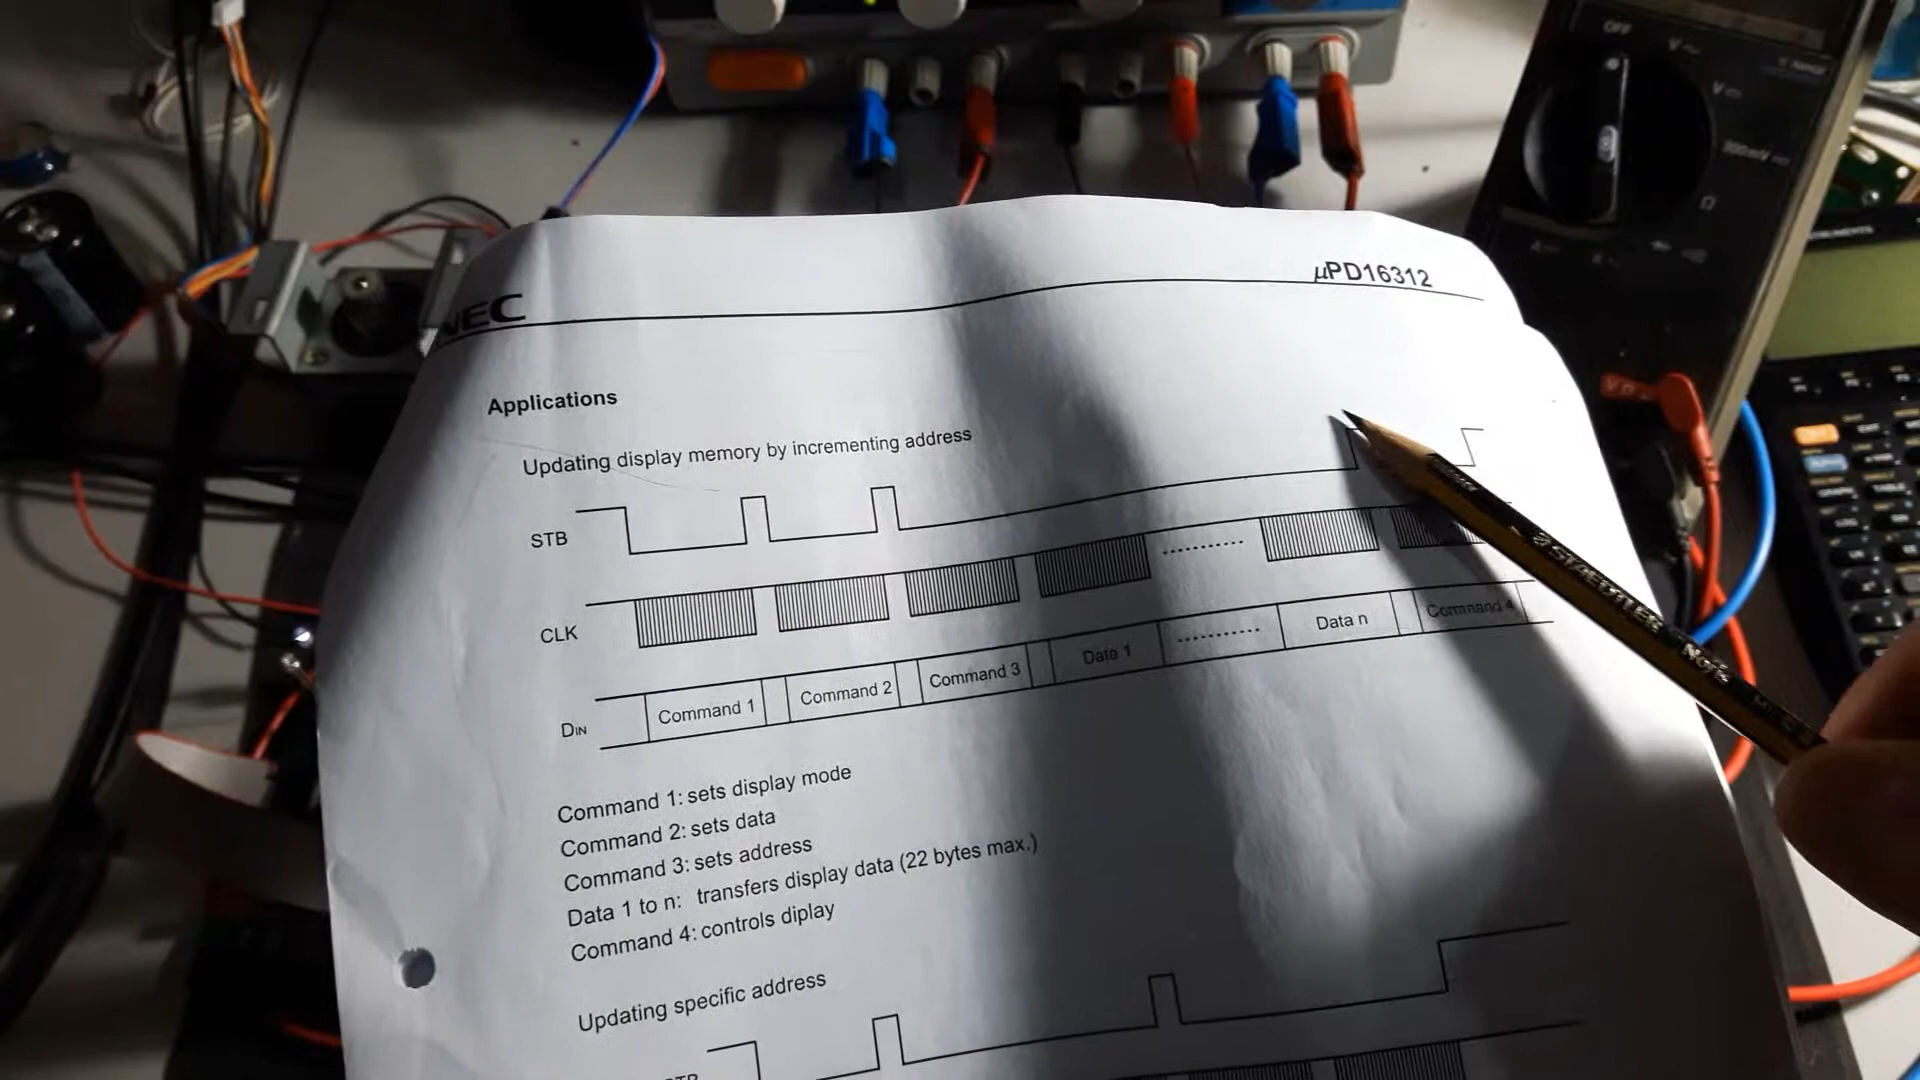 NEC
μPD16312
Applications
Updating display memory by incrementing address
STB
CLK
DIN
Command 1
Command 2
Command 3
Data 1
Data n
Command 4
Command 1: sets display mode
Command 2: sets data
Command 3: sets address
Data 1 to n: transfers display data (22 bytes max.)
Command 4: controls diplay
Updating specific address
OFF
V
V
Ω
STAEDTLER Noris